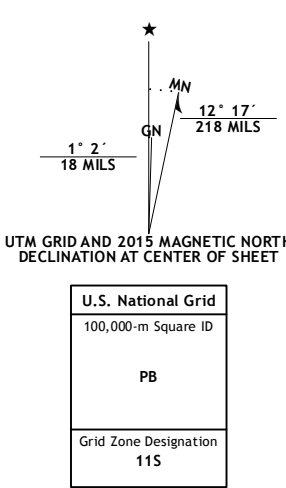 ★
MN
GN
12° 17´
218 MILS
1° 2´
18 MILS
UTM GRID AND 2015 MAGNETIC NORTH
DECLINATION AT CENTER OF SHEET
U.S. National Grid
100,000-m Square ID
PB
Grid Zone Designation
11S